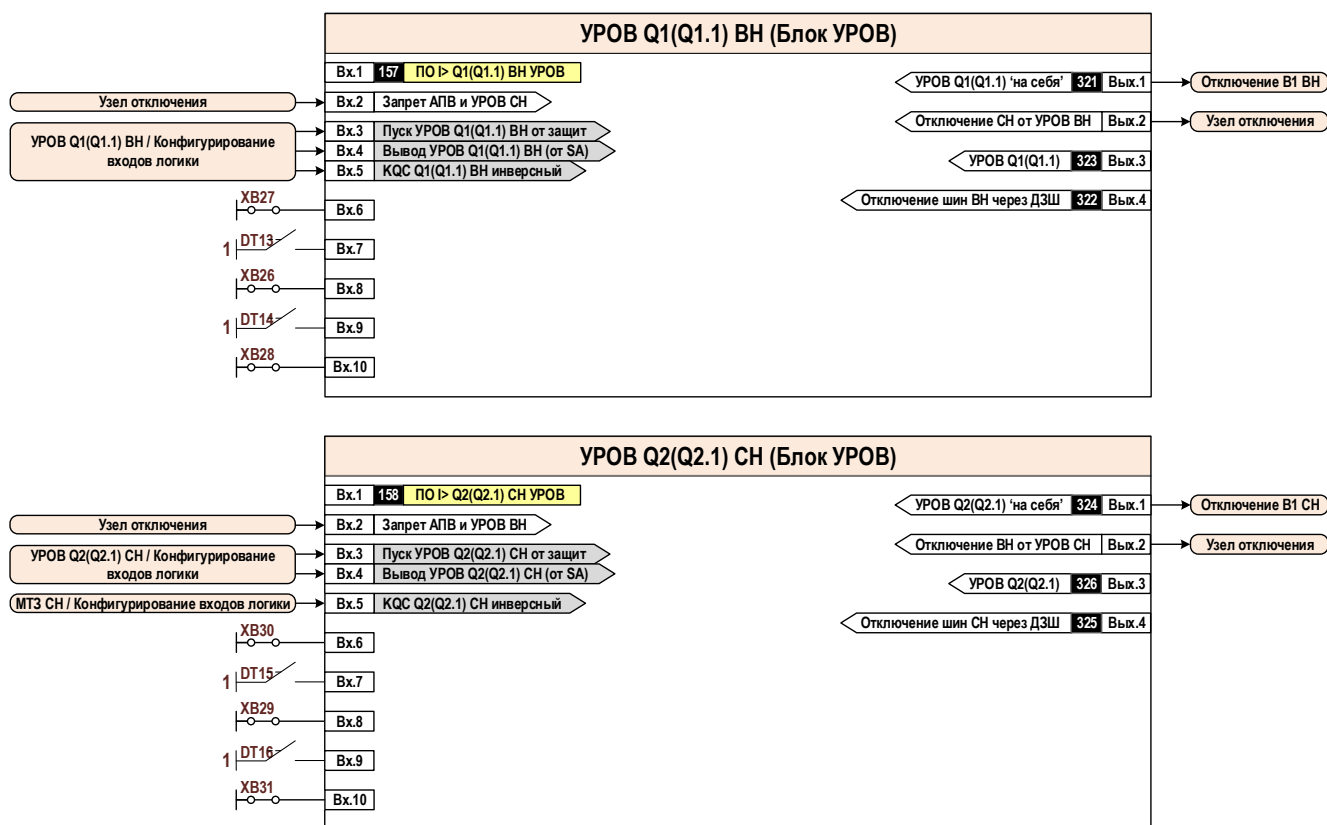 УРОВ Q1(Q1.1) ВН (Блок УРОВ)
Вх.1 157 ПО I> Q1(Q1.1) ВН УРОВ
УРОВ Q1(Q1.1) 'на себя' 321 Вых.1
Отключение В1 ВН
Узел отключения
Вх.2 Запрет АПВ и УРОВ СН
Отключение СН от УРОВ ВН Вых.2
Узел отключения
УРОВ Q1(Q1.1) ВН / Конфигурирование
входов логики
Вх.3 Пуск УРОВ Q1(Q1.1) ВН от защит
Вх.4 Вывод УРОВ Q1(Q1.1) ВН (от SA)
Вх.5 KQC Q1(Q1.1) ВН инверсный
УРОВ Q1(Q1.1) 323 Вых.3
Отключение шин ВН через ДЗШ 322 Вых.4
XB27
Вх.6
1 DT13
Вх.7
XB26
Вх.8
1 DT14
Вх.9
XB28
Вх.10
УРОВ Q2(Q2.1) СН (Блок УРОВ)
Вх.1 158 ПО I> Q2(Q2.1) СН УРОВ
УРОВ Q2(Q2.1) 'на себя' 324 Вых.1
Отключение В1 СН
Узел отключения
Вх.2 Запрет АПВ и УРОВ ВН
Отключение ВН от УРОВ СН Вых.2
Узел отключения
УРОВ Q2(Q2.1) СН / Конфигурирование
входов логики
Вх.3 Пуск УРОВ Q2(Q2.1) СН от защит
Вх.4 Вывод УРОВ Q2(Q2.1) СН (от SA)
УРОВ Q2(Q2.1) 326 Вых.3
МТЗ СН / Конфигурирование входов логики
Вх.5 KQC Q2(Q2.1) СН инверсный
Отключение шин СН через ДЗШ 325 Вых.4
XB30
Вх.6
1 DT15
Вх.7
XB29
Вх.8
1 DT16
Вх.9
XB31
Вх.10